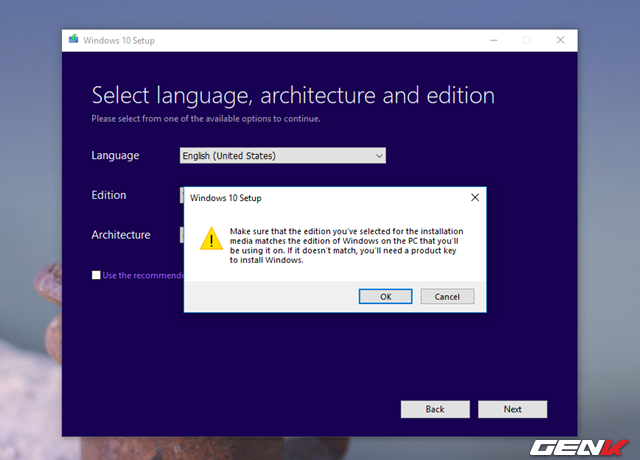 Windows 10 Setup
Select language, architecture and edition
Please select from one of the available options to continue.
Language
English (United States)
Edition
Architecture
Use the recommende
Windows 10 Setup
Make sure that the edition you've selected for the installation
media matches the edition of Windows on the PC that you'll
be using it on. If it doesn't match, you'll need a product key
to install Windows.
OK
Cancel
Back
Next
GENK